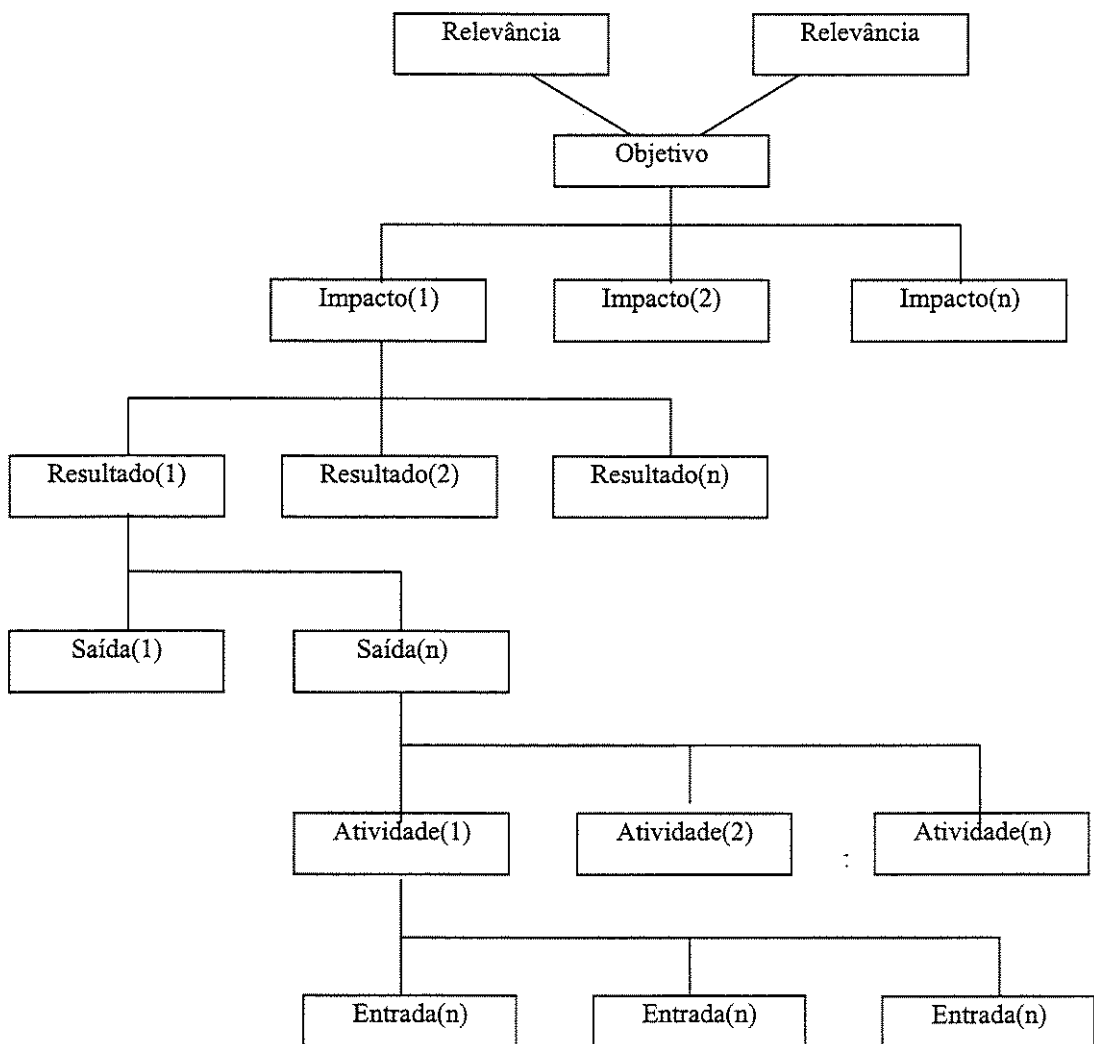 Relevância
Relevância
Objetivo
Impacto(1)
Impacto(2)
Impacto(n)
Resultado(1)
Resultado(2)
Resultado(n)
Saída(1)
Saída(n)
Atividade(1)
Atividade(2)
Atividade(n)
Entrada(n)
Entrada(n)
Entrada(n)